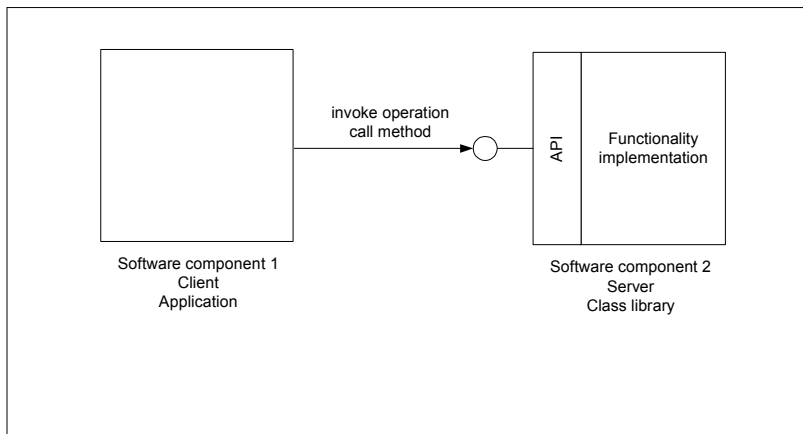 invoke operation
call method
API
Functionality
implementation
Software component 1
Client
Application
Software component 2
Server
Class library